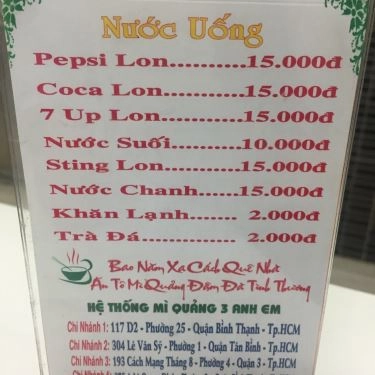 Nước Uống
Pepsi Lon...........15.000đ
Coca Lon...........15.000đ
7 Up Lon............15.000đ
Nước Suối..........10.000đ
Sting Lon............15.000đ
Nước Chanh......15.000đ
Khăn Lạnh....... 2.000đ
Trà Đá.............. 2.000đ
Bao Năm Xa Cách Quê Nhà
Ăn Tô Mì Quảng Đậm Đà Tình Thương
HỆ THỐNG MÌ QUẢNG 3 ANH EM
Chi Nhánh 1: 117 D2 - Phường 25 - Quận Bình Thạnh - Tp.HCM
Chi Nhánh 2: 304 Lê Văn Sỹ - Phường 1 - Quận Tân Bình - Tp.HCM
Chi Nhánh 3: 193 Cách Mạng Tháng 8 - Phường 4 - Quận 3 - Tp.HCM